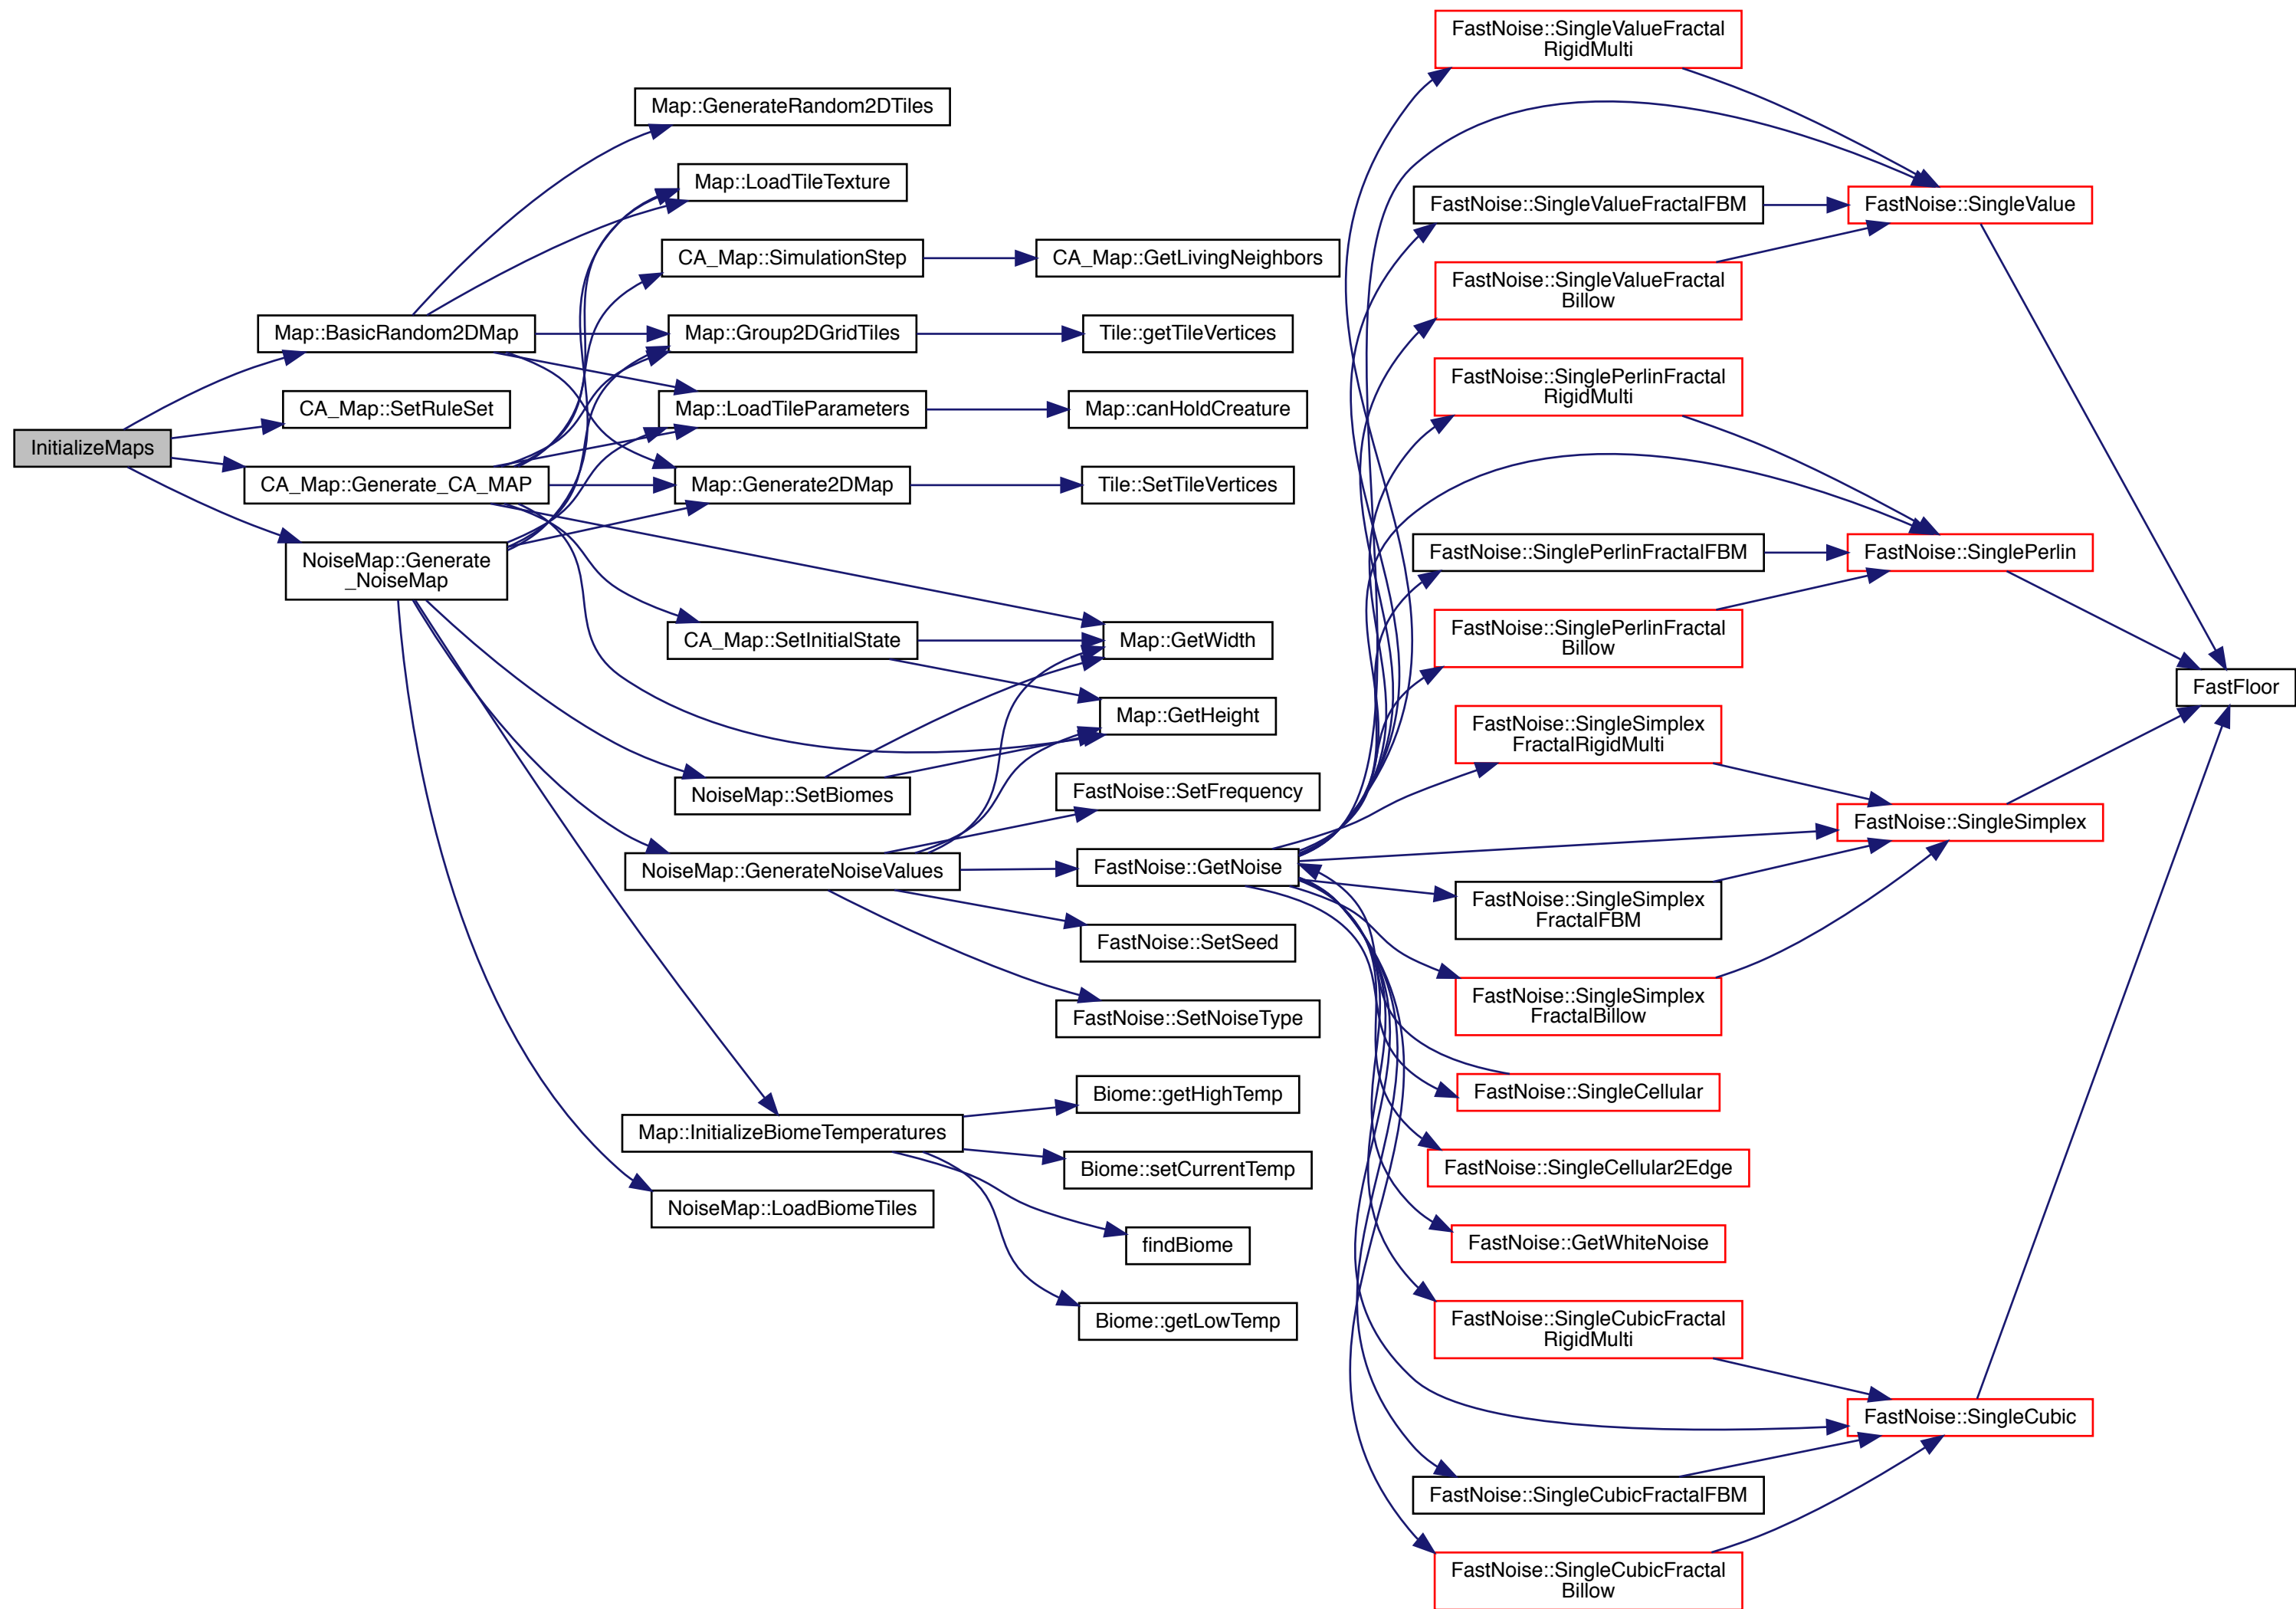 InitializeMaps
Map::BasicRandom2DMap
CA_Map::SetRuleSet
CA_Map::Generate_CA_MAP
NoiseMap::Generate
_NoiseMap
Map::GenerateRandom2DTiles
Map::LoadTileTexture
CA_Map::SimulationStep
Map::Group2DGridTiles
Map::LoadTileParameters
Map::Generate2DMap
CA_Map::SetInitialState
NoiseMap::SetBiomes
NoiseMap::GenerateNoiseValues
Map::InitializeBiomeTemperatures
NoiseMap::LoadBiomeTiles
CA_Map::GetLivingNeighbors
Tile::getTileVertices
Map::canHoldCreature
Tile::SetTileVertices
Map::GetWidth
Map::GetHeight
FastNoise::SetFrequency
FastNoise::GetNoise
FastNoise::SetSeed
FastNoise::SetNoiseType
Biome::getHighTemp
Biome::setCurrentTemp
findBiome
Biome::getLowTemp
FastNoise::SingleValueFractal
RigidMulti
FastNoise::SingleValueFractalFBM
FastNoise::SingleValueFractal
Billow
FastNoise::SinglePerlinFractal
RigidMulti
FastNoise::SinglePerlinFractalFBM
FastNoise::SinglePerlinFractal
Billow
FastNoise::SingleSimplex
FractalRigidMulti
FastNoise::SingleSimplex
FractalFBM
FastNoise::SingleSimplex
FractalBillow
FastNoise::SingleCellular
FastNoise::SingleCellular2Edge
FastNoise::GetWhiteNoise
FastNoise::SingleCubicFractal
RigidMulti
FastNoise::SingleCubicFractalFBM
FastNoise::SingleCubicFractal
Billow
FastNoise::SingleValue
FastNoise::SinglePerlin
FastNoise::SingleSimplex
FastNoise::SingleCubic
FastFloor